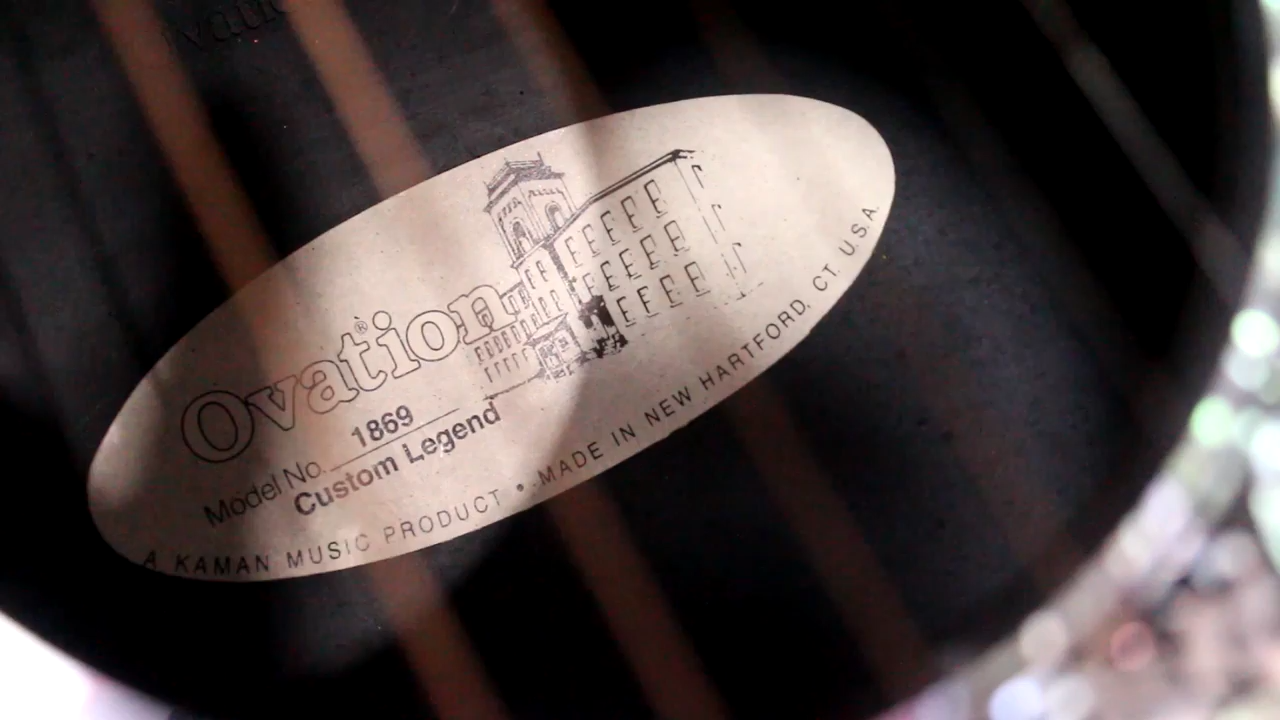 Ovation®
Model No. 1869
Custom Legend
A KAMAN MUSIC PRODUCT • MADE IN NEW HARTFORD, CT. U.S.A.